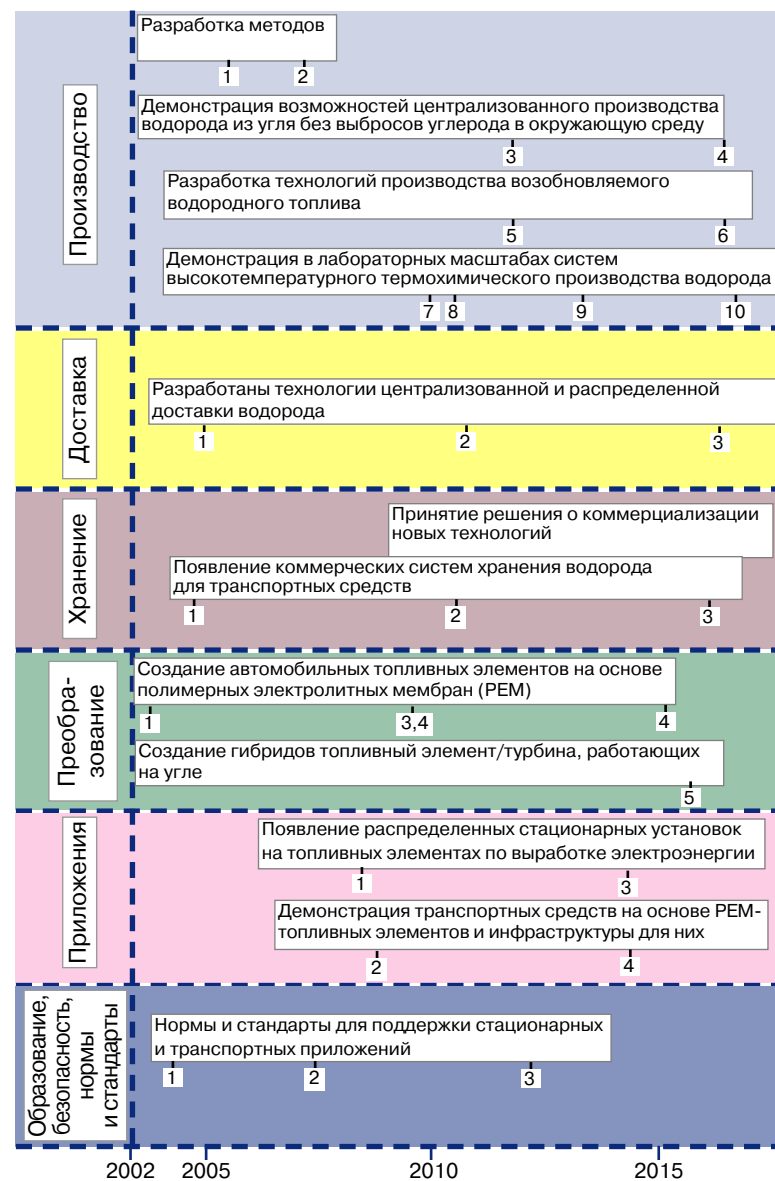 Производство
Разработка методов
1
2
Демонстрация возможностей централизованного производства
водорода из угля без выбросов углерода в окружающую среду
3
4
Разработка технологий производства возобновляемого
водородного топлива
5
6
Демонстрация в лабораторных масштабах систем
высокотемпературного термохимического производства водорода
7
8
9
10
Доставка
Разработаны технологии централизованной и распределенной
доставки водорода
1
2
3
Хранение
Принятие решения о коммерциализации
новых технологий
Появление коммерческих систем хранения водорода
для транспортных средств
1
2
3
Преобра-
зование
Создание автомобильных топливных элементов на основе
полимерных электролитных мембран (PEM)
1
3,4
4
Создание гибридов топливный элемент/турбина, работающих
на угле
5
Приложения
Появление распределенных стационарных установок
на топливных элементах по выработке электроэнергии
1
3
Демонстрация транспортных средств на основе PEM-
топливных элементов и инфраструктуры для них
2
4
Образование,
безопасность,
нормы
и стандарты
Нормы и стандарты для поддержки стационарных
и транспортных приложений
1
2
3
2002 2005 2010 2015